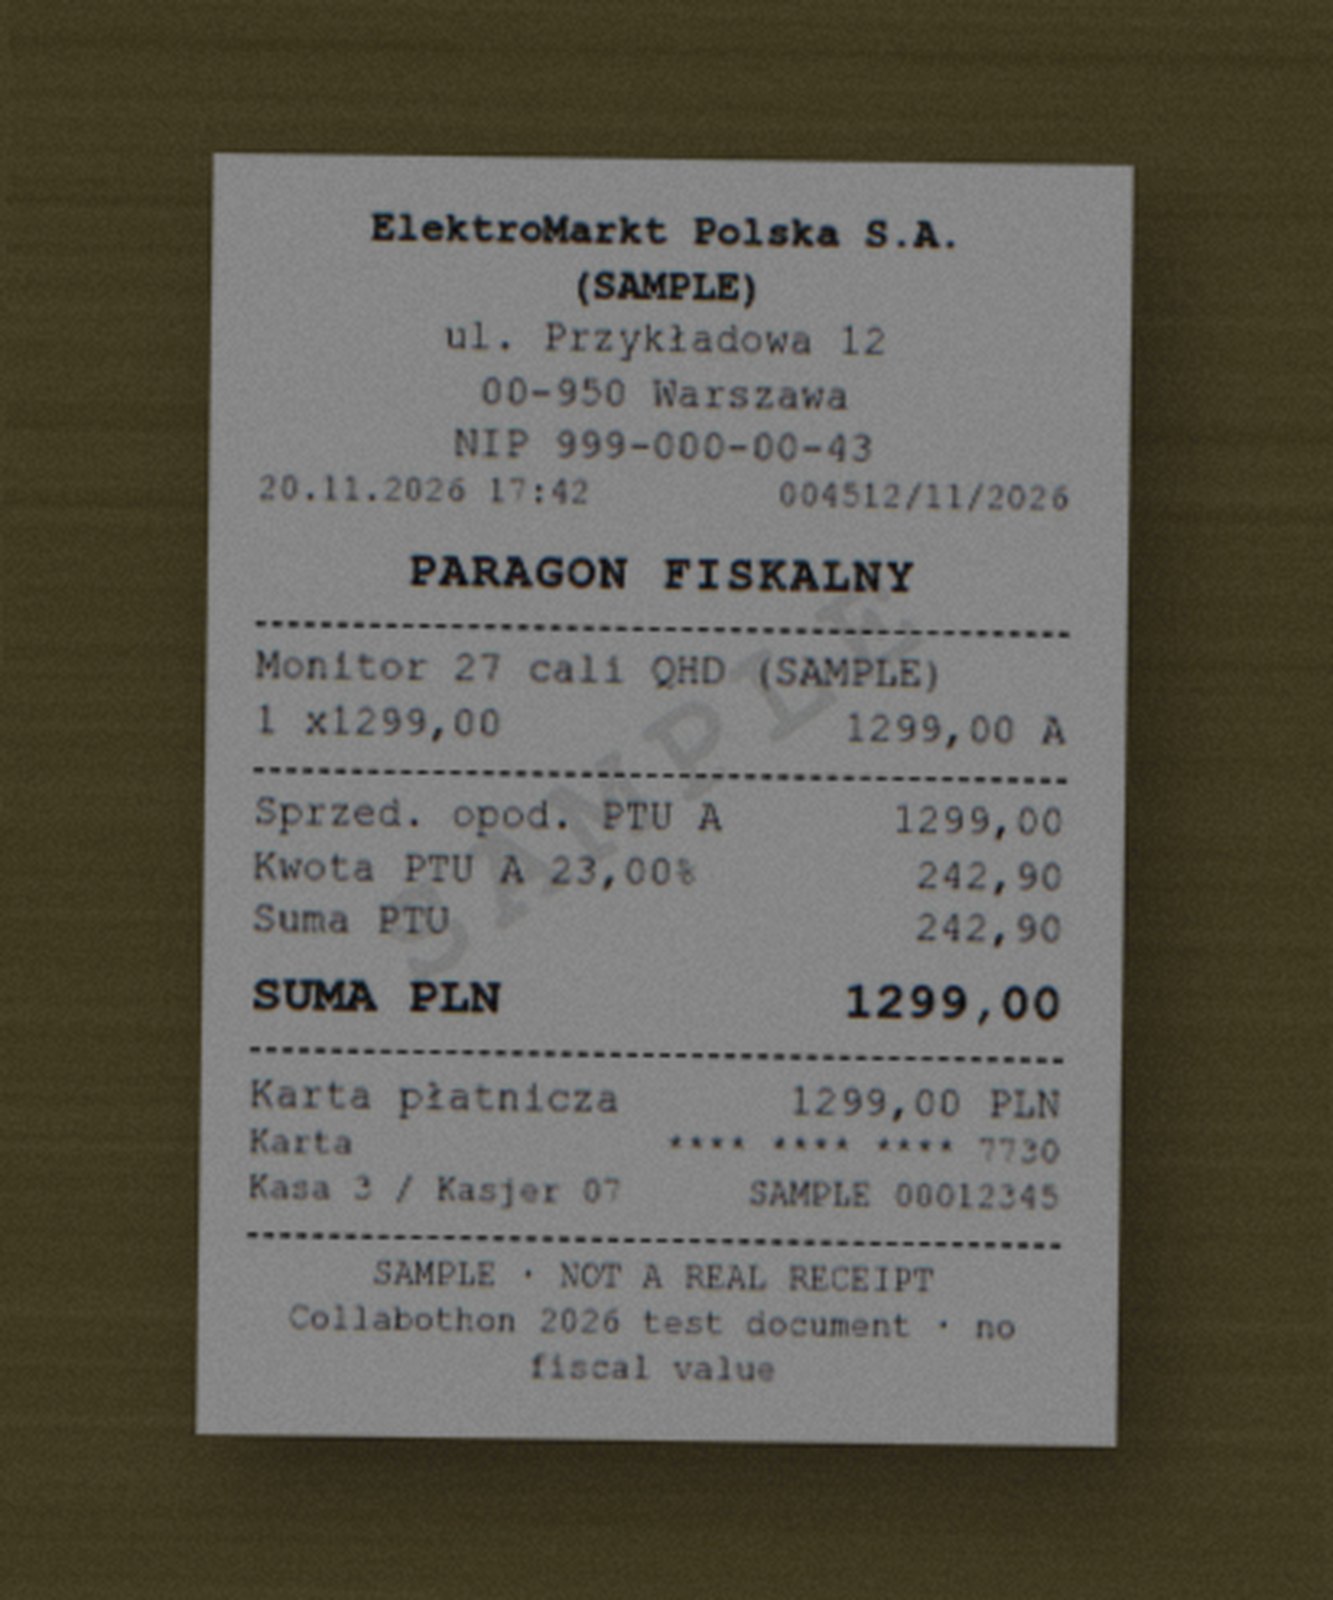 ElektroMarkt Polska S.A.
(SAMPLE)
ul. Przykładowa 12
00-950 Warszawa
NIP 999-000-00-43
20.11.2026 17:42 004512/11/2026
PARAGON FISKALNY
Monitor 27 cali QHD (SAMPLE)
1 x1299,00 1299,00 A
Sprzed. opod. PTU A 1299,00
Kwota PTU A 23,00% 242,90
Suma PTU 242,90
SUMA PLN 1299,00
Karta płatnicza 1299,00 PLN
Karta **** **** **** 7730
Kasa 3 / Kasjer 07 SAMPLE 00012345
SAMPLE · NOT A REAL RECEIPT
Collabothon 2026 test document · no
fiscal value
SAMPLE